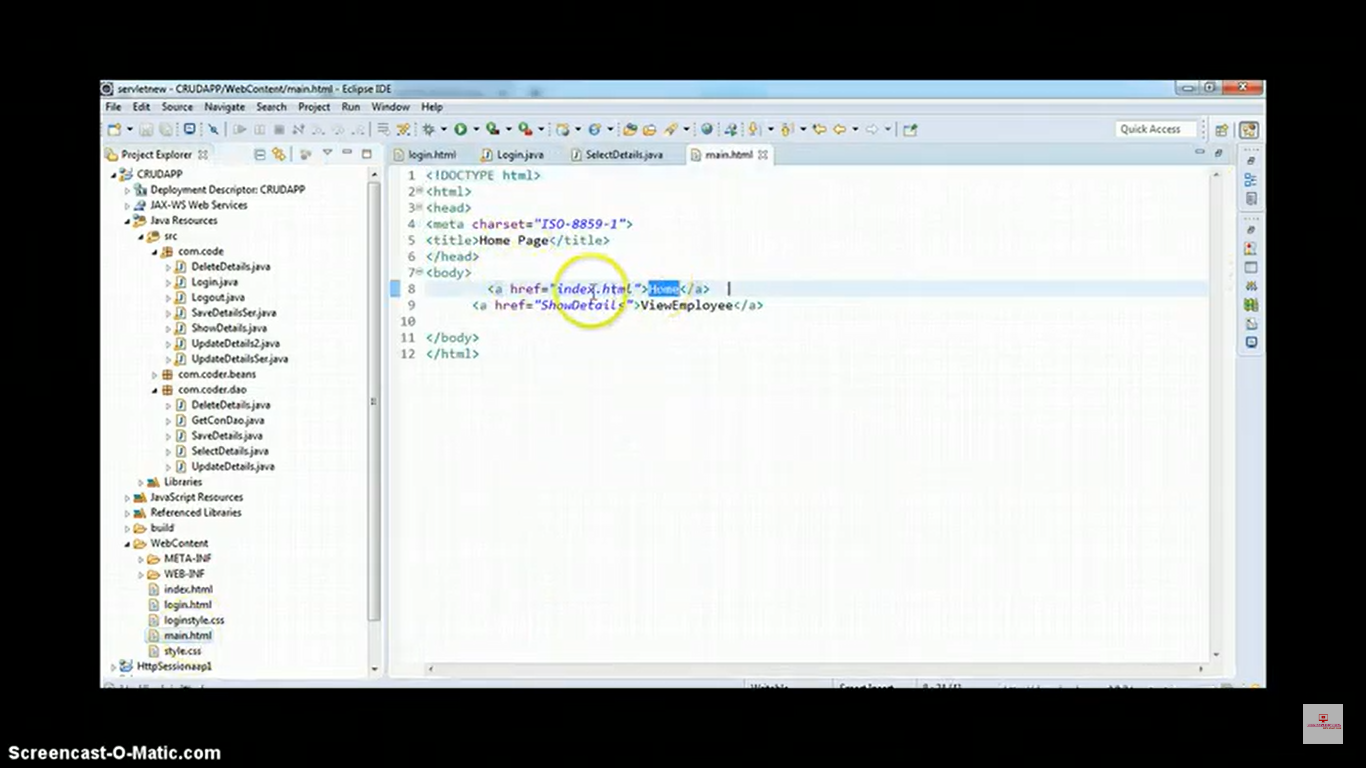 servletnew - CRUDAPP/WebContent/main.html - Eclipse IDE
File Edit Source Navigate Search Project Run Window Help
Quick Access
Project Explorer
login.html Login.java SelectDetails.java main.html
CRUDAPP
Deployment Descriptor: CRUDAPP
JAX-WS Web Services
Java Resources
src
com.code
DeleteDetails.java
Login.java
Logout.java
SaveDetailsSer.java
ShowDetails.java
UpdateDetails2.java
UpdateDetailsSer.java
com.coder.beans
com.coder.dao
DeleteDetails.java
GetConDao.java
SaveDetails.java
SelectDetails.java
UpdateDetails.java
Libraries
JavaScript Resources
Referenced Libraries
build
WebContent
META-INF
WEB-INF
index.html
login.html
loginstyle.css
main.html
style.css
HttpSessionaap1
1 <!DOCTYPE html>
2 <html>
3 <head>
4 <meta charset="ISO-8859-1">
5 <title>Home Page</title>
6 </head>
7 <body>
8 <a href="index.html">Home</a> |
9 <a href="ShowDetails">ViewEmployee</a>
10
11 </body>
12 </html>
Screencast-O-Matic.com